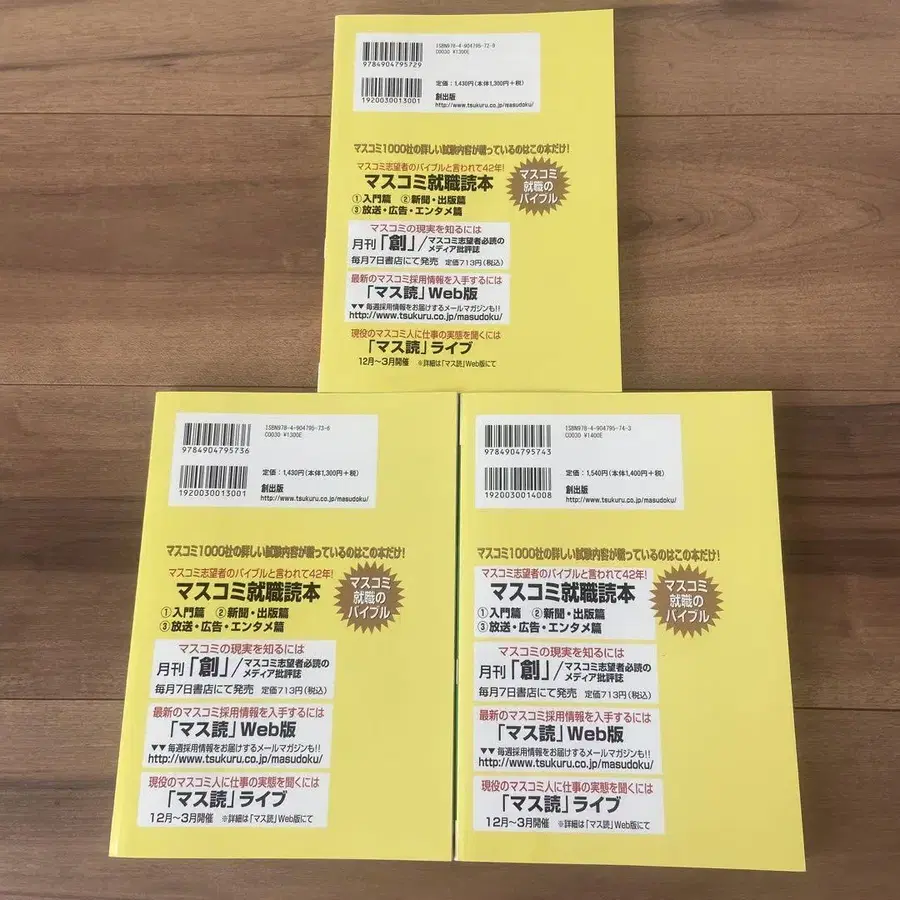 ISBN978-4-904795-72-9
C0030 ¥1300E
9784904795729
定価：1,430円(本体1,300円+税)
1920030013001
創出版
http://www.tsukuru.co.jp/masudoku/
マスコミ1000社の詳しい試験内容が載っているのはこの本だけ!
マスコミ志望者のバイブルと言われて42年!
マスコミ就職読本
①入門篇 ②新聞・出版篇
③放送・広告・エンタメ篇
マスコミ
就職の
バイブル
マスコミの現実を知るには
月刊「創」/マスコミ志望者必読の
メディア批評誌
毎月7日書店にて発売 定価713円(税込)
最新のマスコミ採用情報を入手するには
「マス読」Web版
▼▼毎週採用情報をお届けするメールマガジンも!!
http://www.tsukuru.co.jp/masudoku/
現役のマスコミ人に仕事の実態を聞くには
「マス読」ライブ
12月〜3月開催 ※詳細は「マス読」Web版にて
ISBN978-4-904795-73-6
C0030 ¥1300E
9784904795736
定価：1,430円(本体1,300円+税)
1920030013001
創出版
http://www.tsukuru.co.jp/masudoku/
マスコミ1000社の詳しい試験内容が載っているのはこの本だけ!
マスコミ志望者のバイブルと言われて42年!
マスコミ就職読本
①入門篇 ②新聞・出版篇
③放送・広告・エンタメ篇
マスコミ
就職の
バイブル
マスコミの現実を知るには
月刊「創」/マスコミ志望者必読の
メディア批評誌
毎月7日書店にて発売 定価713円(税込)
最新のマスコミ採用情報を入手するには
「マス読」Web版
▼▼毎週採用情報をお届けするメールマガジンも!!
http://www.tsukuru.co.jp/masudoku/
現役のマスコミ人に仕事の実態を聞くには
「マス読」ライブ
12月〜3月開催 ※詳細は「マス読」Web版にて
ISBN978-4-904795-74-3
C0030 ¥1400E
9784904795743
定価：1,540円(本体1,400円+税)
1920030014008
創出版
http://www.tsukuru.co.jp/masudoku/
マスコミ1000社の詳しい試験内容が載っているのはこの本だけ!
マスコミ志望者のバイブルと言われて42年!
マスコミ就職読本
①入門篇 ②新聞・出版篇
③放送・広告・エンタメ篇
マスコミ
就職の
バイブル
マスコミの現実を知るには
月刊「創」/マスコミ志望者必読の
メディア批評誌
毎月7日書店にて発売 定価713円(税込)
最新のマスコミ採用情報を入手するには
「マス読」Web版
▼▼毎週採用情報をお届けするメールマガジンも!!
http://www.tsukuru.co.jp/masudoku/
現役のマスコミ人に仕事の実態を聞くには
「マス読」ライブ
12月〜3月開催 ※詳細は「マス読」Web版にて